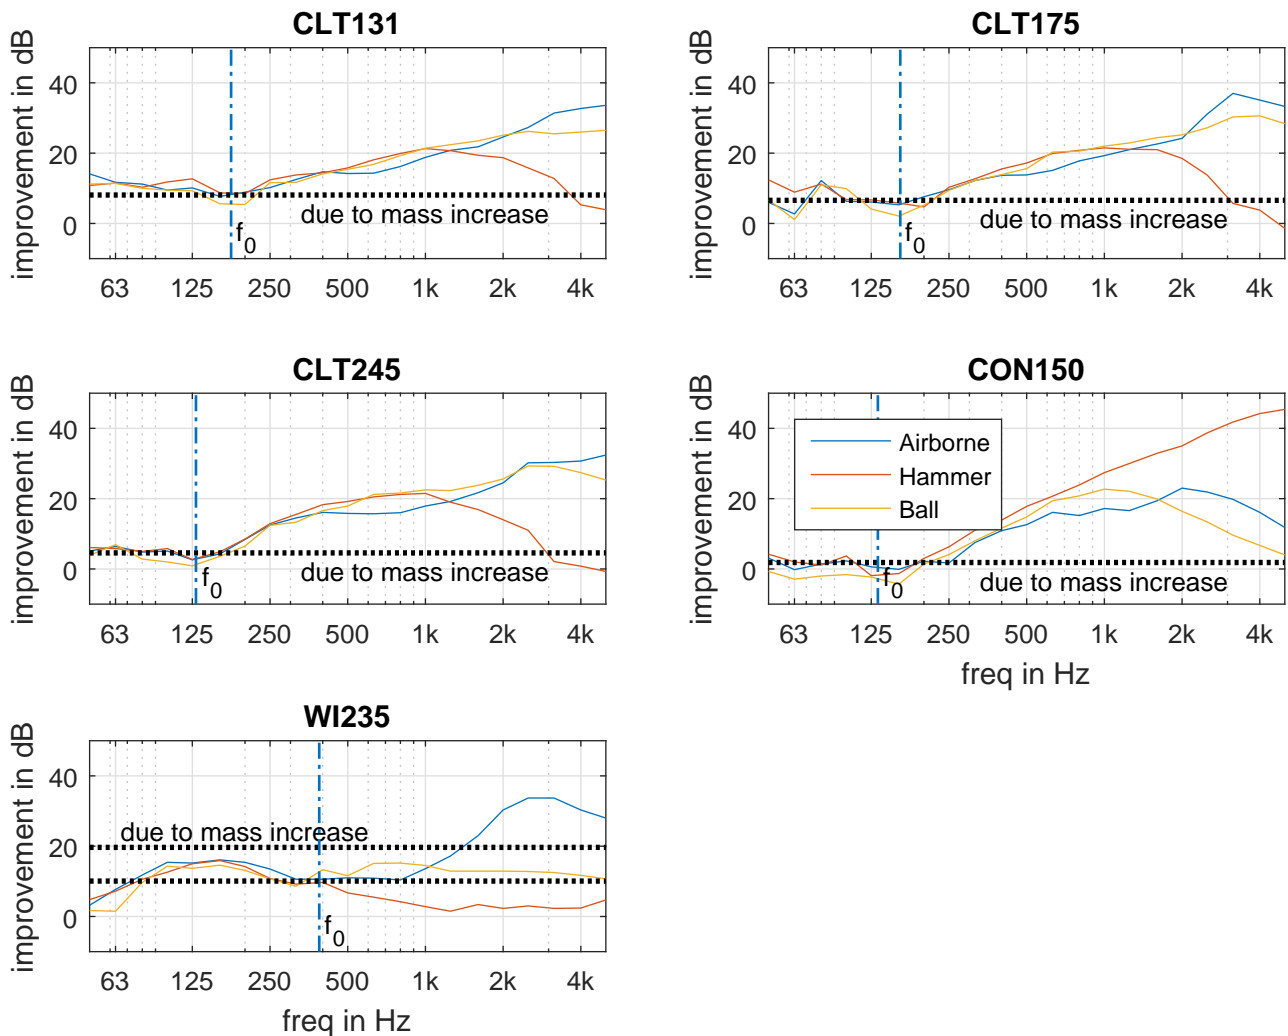 CLT131
improvement in dB
40
20
0
due to mass increase
f0
63 125 250 500 1k 2k 4k
CLT175
improvement in dB
40
20
0
due to mass increase
f0
63 125 250 500 1k 2k 4k
CLT245
improvement in dB
40
20
0
due to mass increase
f0
63 125 250 500 1k 2k 4k
CON150
improvement in dB
40
20
0
Airborne
Hammer
Ball
due to mass increase
f0
63 125 250 500 1k 2k 4k
freq in Hz
WI235
improvement in dB
40
20
0
due to mass increase
f0
63 125 250 500 1k 2k 4k
freq in Hz